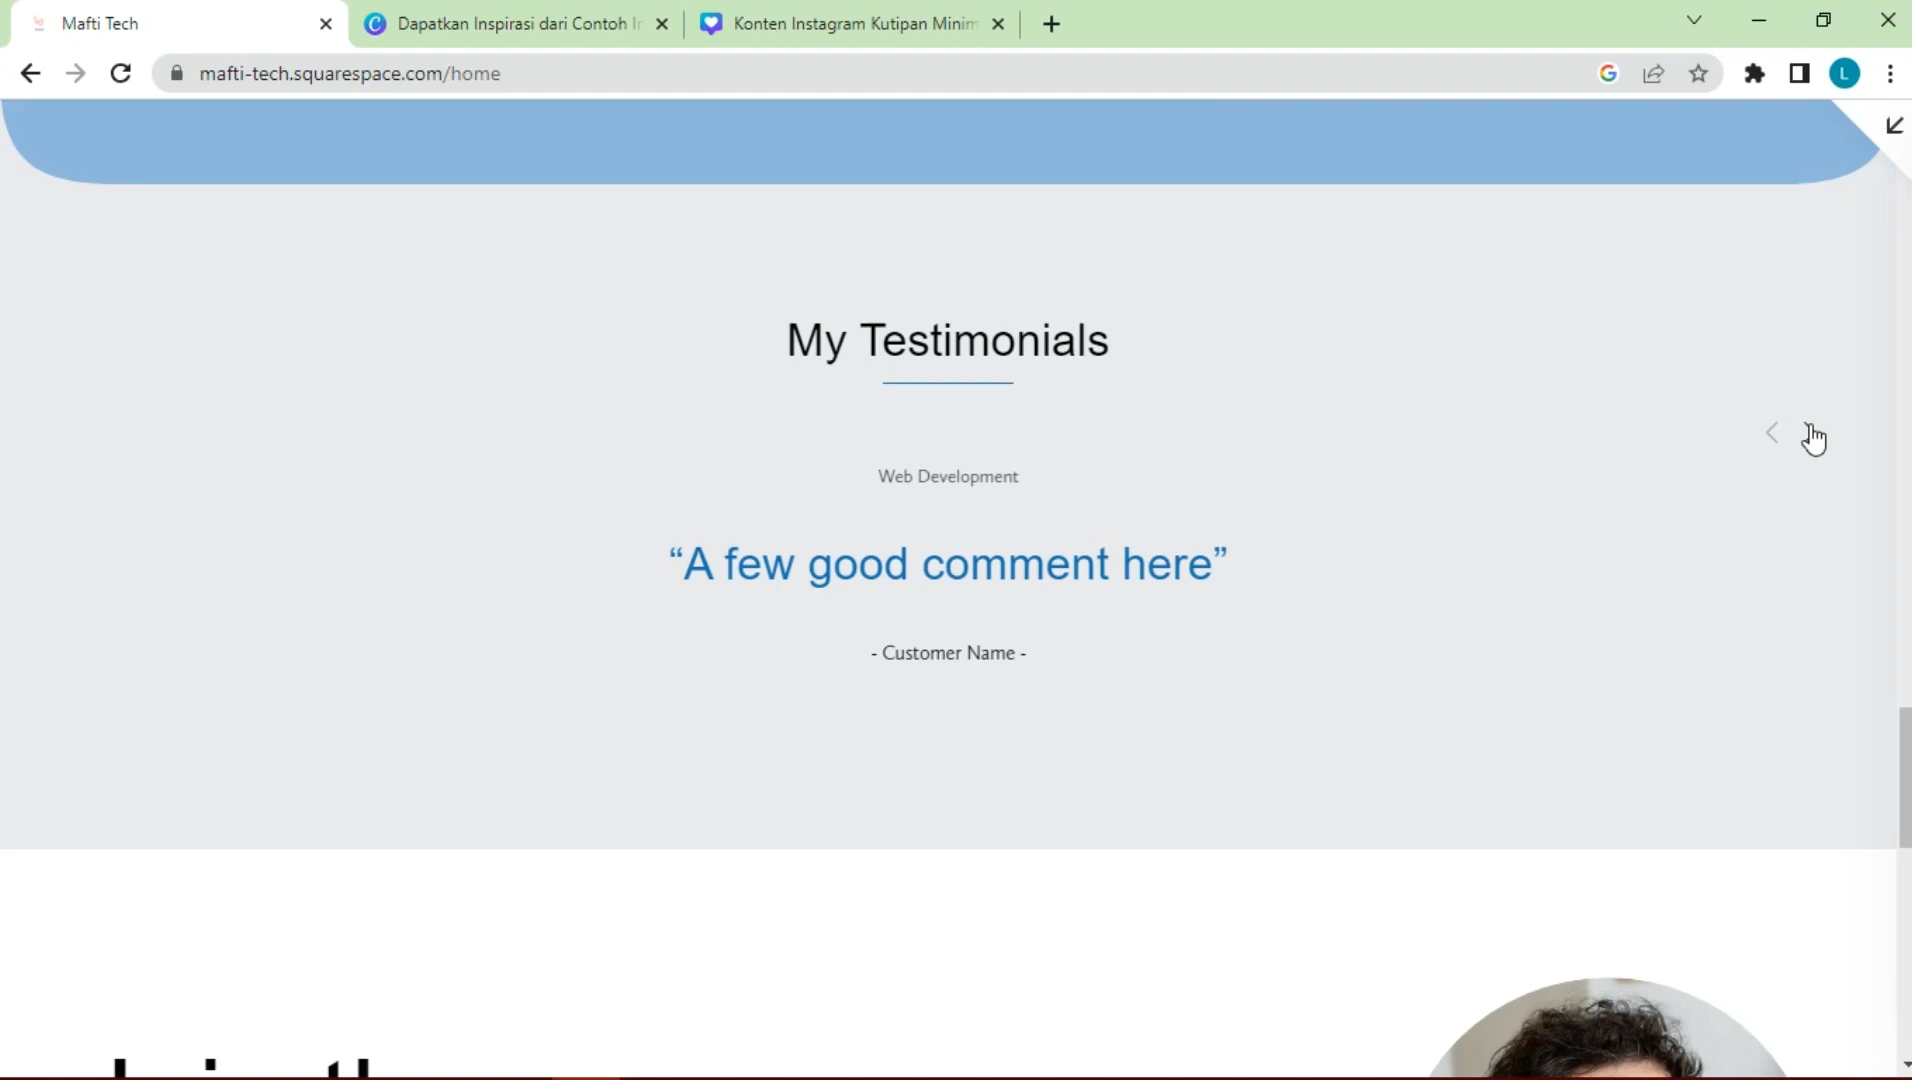 Mafti Tech
Dapatkan Inspirasi dari Contoh
Konten Instagram Kutipan Minim
mafti-tech.squarespace.com/home
L
My Testimonials
Web Development
“A few good comment here”
- Customer Name -